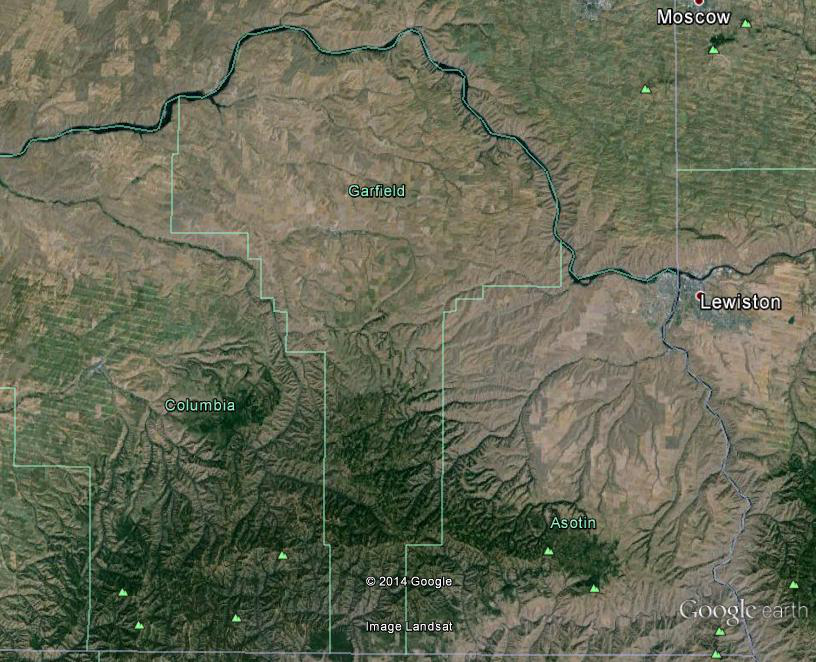 Moscow
Garfield
Lewiston
Columbia
Asotin
© 2014 Google
Google earth
Image Landsat